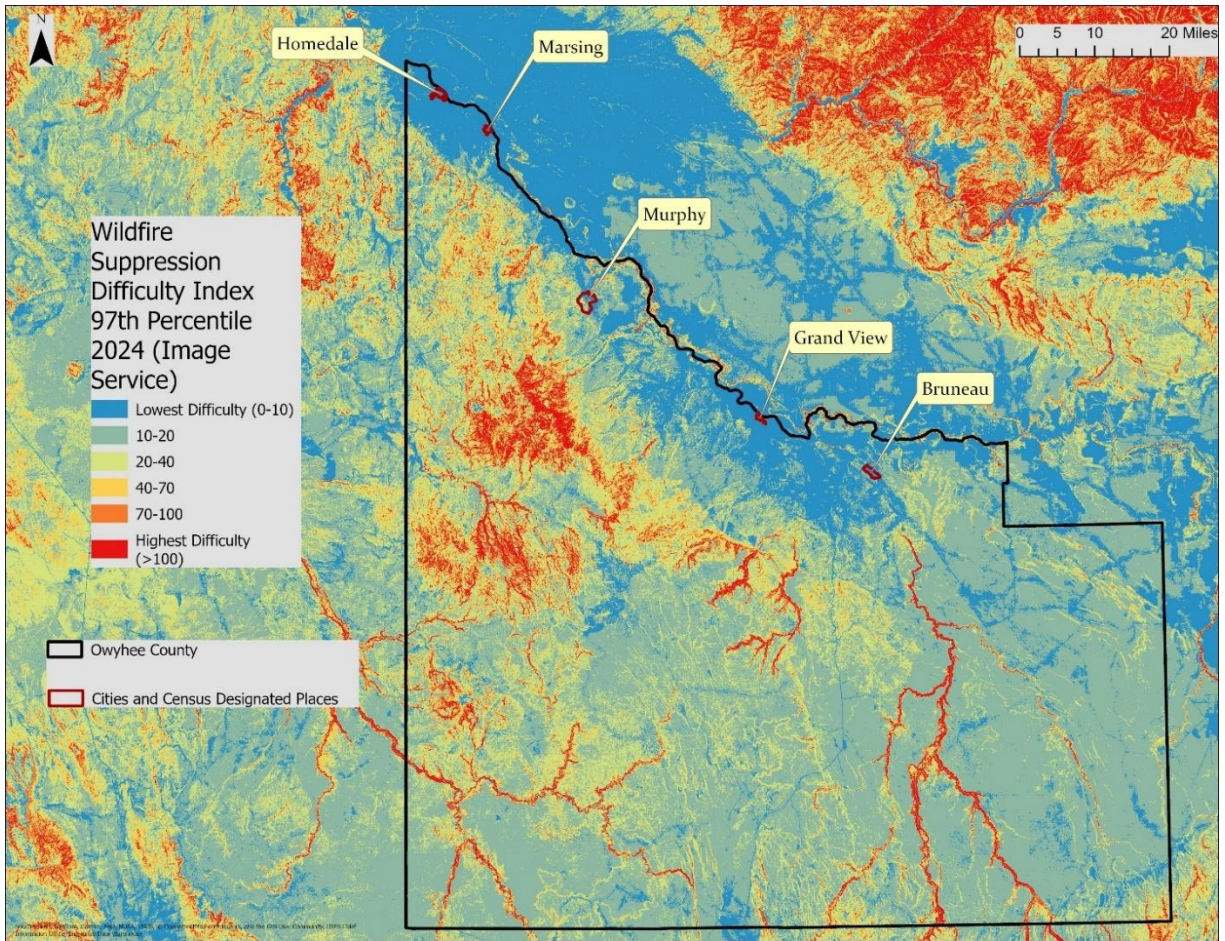 N
Homedale
Marsing
0 5 10 20 Miles
Murphy
Wildfire
Suppression
Difficulty Index
97th Percentile
2024 (Image
Service)
Grand View
Bruneau
Lowest Difficulty (0-10)
10-20
20-40
40-70
70-100
Highest Difficulty
(>100)
Owyhee County
Cities and Census Designated Places